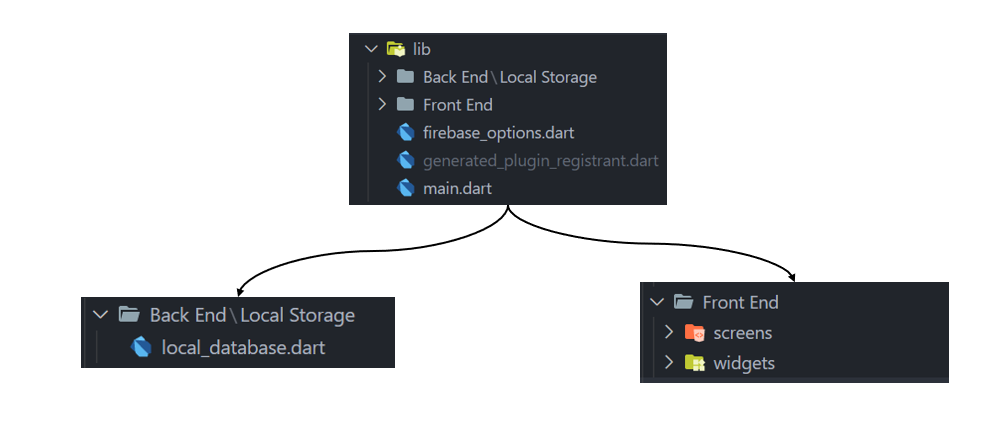 lib
Back End\Local Storage
Front End
firebase_options.dart
generated_plugin_registrant.dart
main.dart
Back End\Local Storage
local_database.dart
Front End
screens
widgets